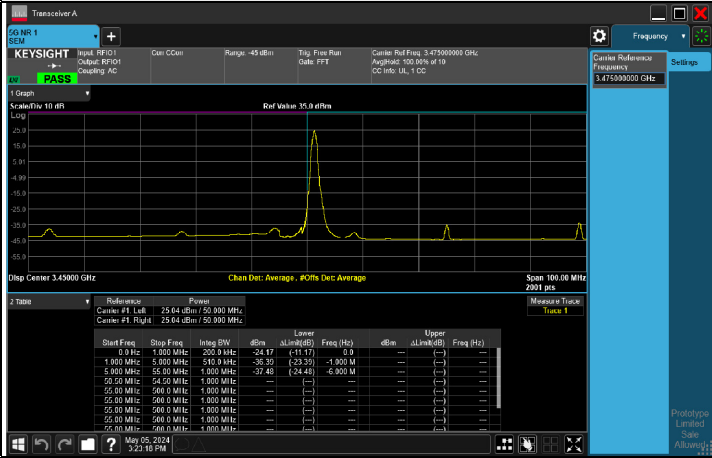 Transceiver A
5G NR 1
SEM
Frequency
KEYSIGHT
Input: RFIO1
Output: RFIO1
Coupling: AC
Corr CCorr
Range: -45 dBm
Trig: Free Run
Gate: FFT
Carrier Ref Freq: 3.475000000 GHz
Avg|Hold: 100.00% of 10
CC Info: UL, 1 CC
PASS
Carrier Reference
Frequency
3.475000000 GHz
Settings
1 Graph
Scale/Div 10 dB
Ref Value 35.0 dBm
Log
25.0
15.0
5.01
-4.99
-15.0
-25.0
-35.0
-45.0
-55.0
Disp Center 3.45000 GHz
Chan Det: Average , #Offs Det: Average
Span 100.00 MHz
2001 pts
2 Table
Reference Power
Carrier #1. Left 25.04 dBm / 50.000 MHz
Carrier #1. Right 25.04 dBm / 50.000 MHz
Measure Trace
Trace 1
Lower Upper
Start Freq Stop Freq Integ BW dBm ΔLimit(dB) Freq (Hz) dBm ΔLimit(dB) Freq (Hz)
0.0 Hz 1.000 MHz 200.0 kHz -24.17 (-11.17) 0.0 --- (---) ---
1.000 MHz 5.000 MHz 510.0 kHz -36.39 (-23.39) -1.000 M --- (---) ---
5.000 MHz 55.00 MHz 1.000 MHz -37.48 (-24.48) -6.000 M --- (---) ---
50.50 MHz 54.50 MHz 1.000 MHz --- (---) --- --- (---) ---
55.00 MHz 500.0 MHz 1.000 MHz --- (---) --- --- (---) ---
55.00 MHz 500.0 MHz 1.000 MHz --- (---) --- --- (---) ---
55.00 MHz 500.0 MHz 1.000 MHz --- (---) --- --- (---) ---
55.00 MHz 500.0 MHz 1.000 MHz --- (---) --- --- (---) ---
55.00 MHz 500.0 MHz 1.000 MHz --- (---) --- --- (---) ---
May 05, 2024
3:23:18 PM
Prototype
Limited
Sale
Allowed